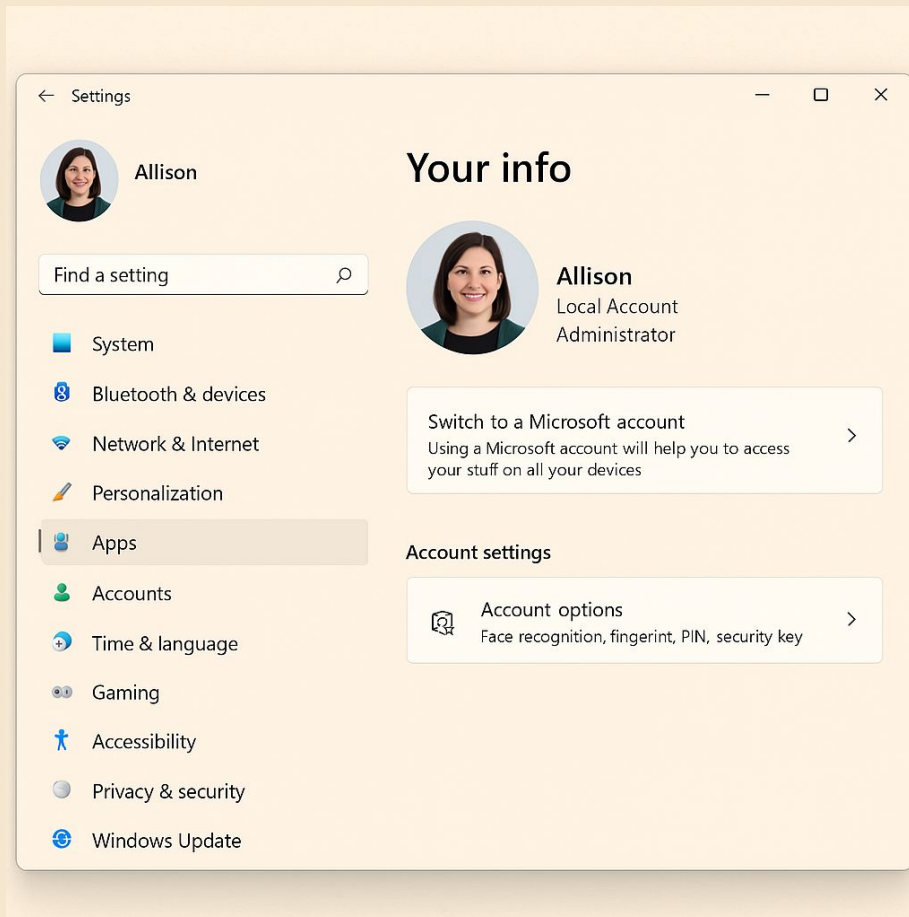 Settings
Allison
Find a setting
System
Bluetooth & devices
Network & Internet
Personalization
Apps
Accounts
Time & language
Gaming
Accessibility
Privacy & security
Windows Update
Your info
Allison
Local Account
Administrator
Switch to a Microsoft account
Using a Microsoft account will help you to access
your stuff on all your devices
Account settings
Account options
Face recognition, fingerint, PIN, security key